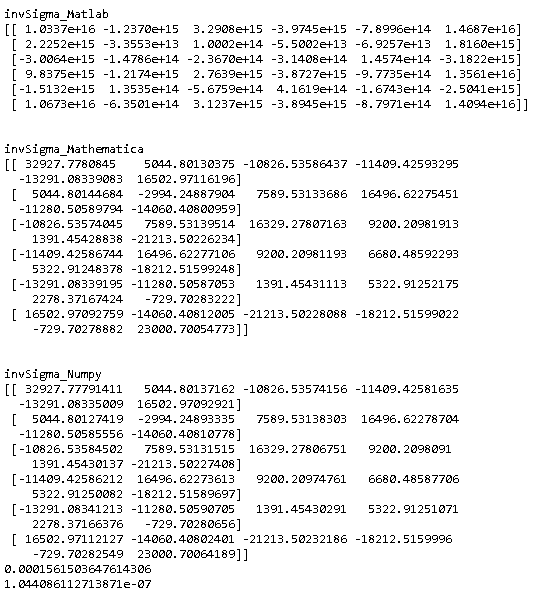 invSigma_Matlab
[[ 1.0337e+16 -1.2370e+15 3.2908e+15 -3.9745e+15 -7.8996e+14 1.4687e+16]
[ 2.2252e+15 -3.3553e+13 1.0002e+14 -5.5002e+13 -6.9257e+13 1.8160e+15]
[-3.0064e+15 -1.4786e+14 -2.3670e+14 -3.1408e+14 1.4574e+14 -3.1822e+15]
[ 9.8375e+15 -1.2174e+15 2.7639e+15 -3.8727e+15 -9.7735e+14 1.3561e+16]
[-1.5132e+15 1.3535e+14 -5.6759e+14 4.1619e+14 -1.6743e+14 -2.5041e+15]
[ 1.0673e+16 -6.3501e+14 3.1237e+15 -3.8945e+15 -8.7971e+14 1.4094e+16]]
invSigma_Mathematica
[[ 32927.7780845 5044.80130375 -10826.53586437 -11409.42593295
-13291.08339083 16502.97116196]
[ 5044.80144684 -2994.24887904 7589.53133686 16496.62275451
-11280.50589794 -14060.40800959]
[-10826.53574045 7589.53139514 16329.27807163 9200.20981913
1391.45428838 -21213.50226234]
[-11409.42586744 16496.62277106 9200.20981193 6680.48592293
5322.91248378 -18212.51599248]
[-13291.08339195 -11280.50587053 1391.45431113 5322.91252175
2278.37167424 -729.70283222]
[ 16502.97092759 -14060.40812005 -21213.50228088 -18212.51599022
-729.70278882 23000.70054773]]
invSigma_Numpy
[[ 32927.77791411 5044.80137162 -10826.53574156 -11409.42581635
-13291.08335009 16502.97092921]
[ 5044.80127419 -2994.24893335 7589.53138303 16496.62278704
-11280.50585556 -14060.40810778]
[-10826.53584502 7589.53131515 16329.27806751 9200.2098091
1391.45430137 -21213.50227408]
[-11409.42586212 16496.62273613 9200.20974761 6680.48587706
5322.91250082 -18212.51589697]
[-13291.08341213 -11280.50590705 1391.45430291 5322.91251071
2278.37166376 -729.70280656]
[ 16502.97112127 -14060.40802401 -21213.50232186 -18212.5159996
-729.70282549 23000.70064189]]
0.0001561503647614306
1.044086112713871e-07